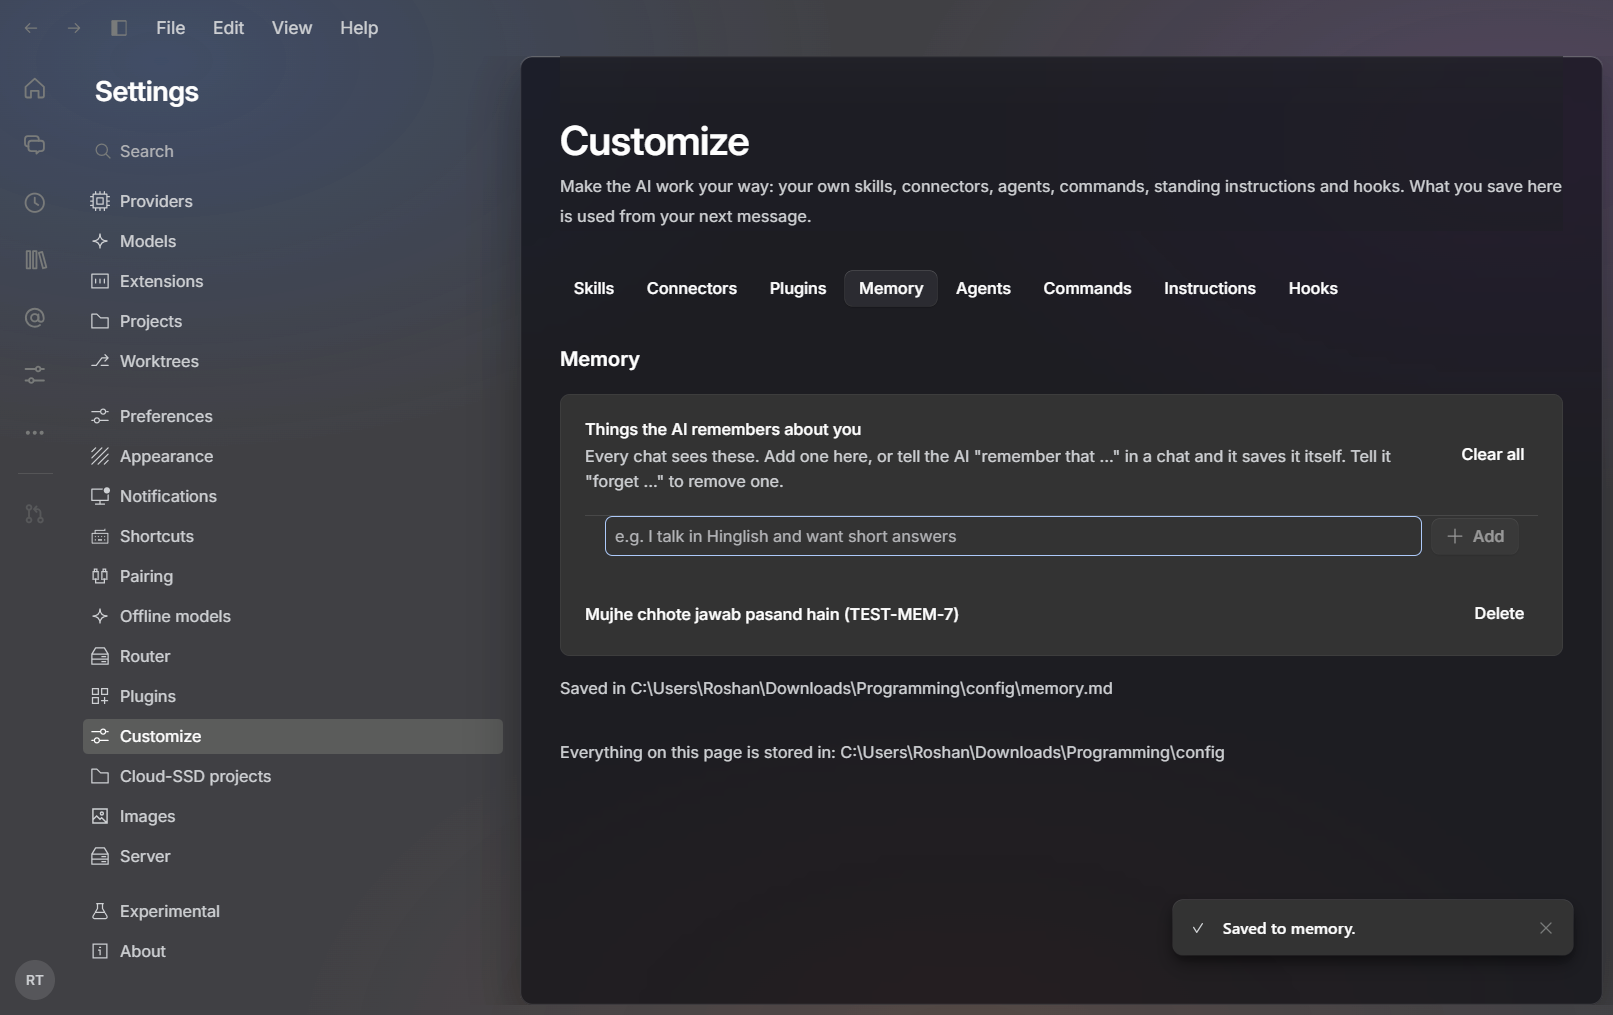 File Edit View Help
Settings
Search
Providers
Models
Extensions
Projects
Worktrees
Preferences
Appearance
Notifications
Shortcuts
Pairing
Offline models
Router
Plugins
Customize
Cloud-SSD projects
Images
Server
Experimental
About
RT
Customize
Make the AI work your way: your own skills, connectors, agents, commands, standing instructions and hooks. What you save here
is used from your next message.
Skills Connectors Plugins Memory Agents Commands Instructions Hooks
Memory
Things the AI remembers about you
Every chat sees these. Add one here, or tell the AI "remember that ..." in a chat and it saves it itself. Tell it
"forget ..." to remove one.
Clear all
e.g. I talk in Hinglish and want short answers
Add
Mujhe chhote jawab pasand hain (TEST-MEM-7)
Delete
Saved in C:\Users\Roshan\Downloads\Programming\config\memory.md
Everything on this page is stored in: C:\Users\Roshan\Downloads\Programming\config
Saved to memory.